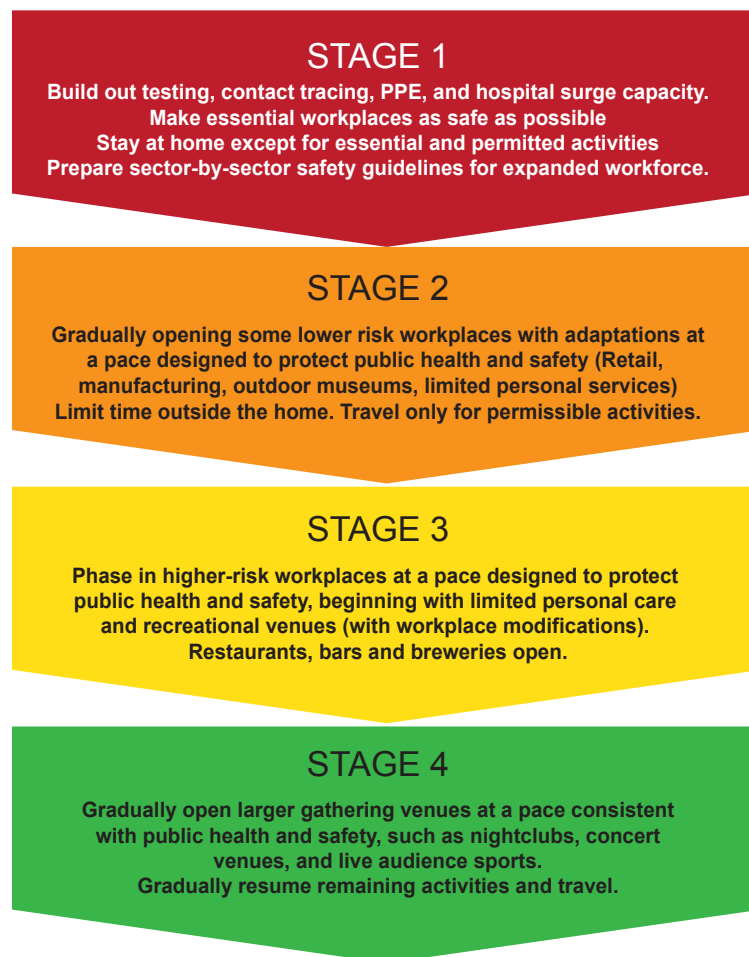 STAGE 1
Build out testing, contact tracing, PPE, and hospital surge capacity.
Make essential workplaces as safe as possible
Stay at home except for essential and permitted activities
Prepare sector-by-sector safety guidelines for expanded workforce.
STAGE 2
Gradually opening some lower risk workplaces with adaptations at
a pace designed to protect public health and safety (Retail,
manufacturing, outdoor museums, limited personal services)
Limit time outside the home. Travel only for permissible activities.
STAGE 3
Phase in higher-risk workplaces at a pace designed to protect
public health and safety, beginning with limited personal care
and recreational venues (with workplace modifications).
Restaurants, bars and breweries open.
STAGE 4
Gradually open larger gathering venues at a pace consistent
with public health and safety, such as nightclubs, concert
venues, and live audience sports.
Gradually resume remaining activities and travel.